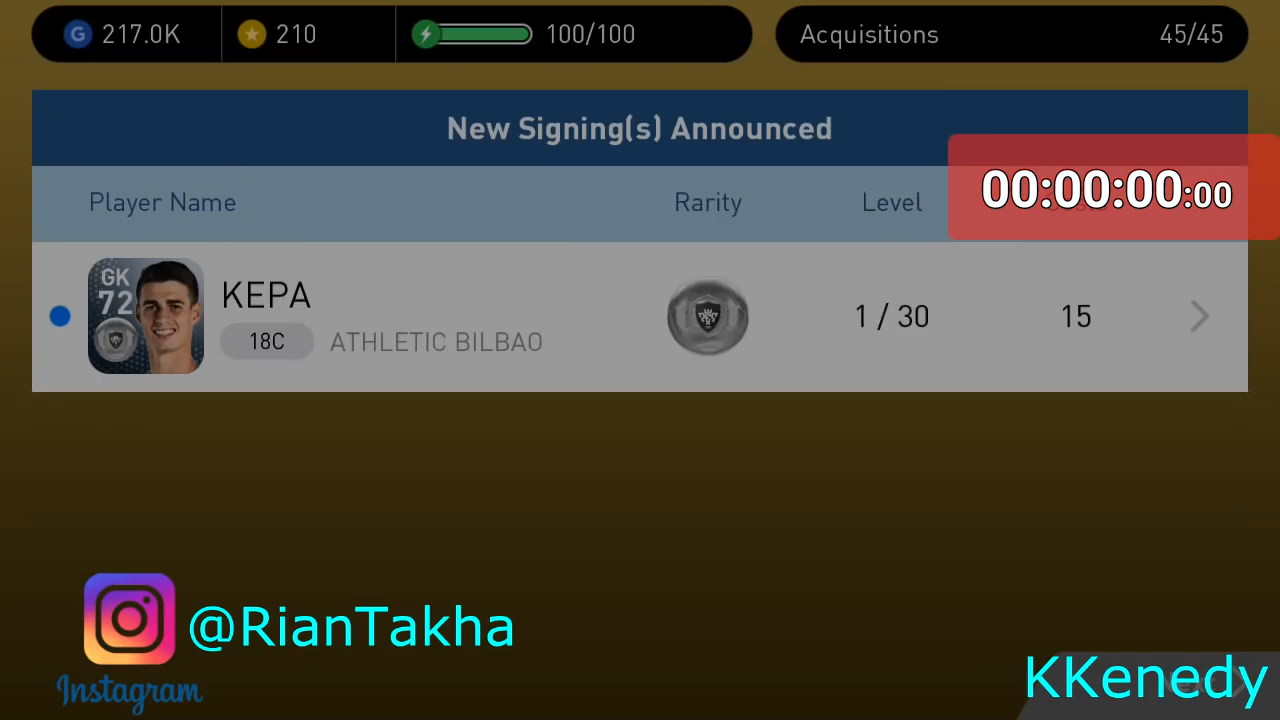 217.0K 210 100/100 Acquisitions 45/45
New Signing(s) Announced
00:00:00:00
Player Name Rarity Level
GK
72
KEPA
1 / 30 15
18C ATHLETIC BILBAO
@RianTakha
Instagram
KKenedy